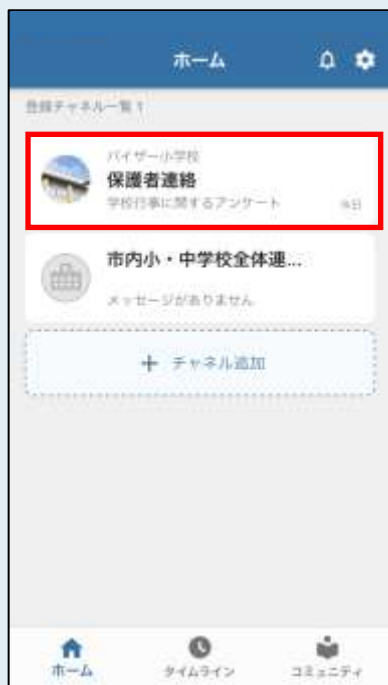 ホーム
登録チャネル一覧 1
バイザー小学校
保護者連絡
学校行事に関するアンケート
今日
市内小・中学校全体連...
メッセージがありません
+ チャネル追加
ホーム
タイムライン
コミュニティ